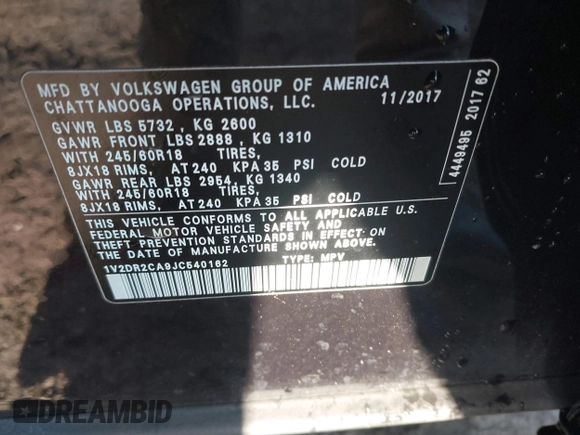 MFD BY VOLKSWAGEN GROUP OF AMERICA
CHATTANOOGA OPERATIONS, LLC. 11/2017
GVWR LBS 5732 , KG 2600
GAWR FRONT LBS 2888 , KG 1310
WITH 245/60R18 TIRES,
8JX18 RIMS, AT 240 KPA 35 PSI COLD
GAWR REAR LBS 2954 , KG 1340
WITH 245/60R18 TIRES,
8JX18 RIMS, AT 240 KPA 35 PSI COLD
THIS VEHICLE CONFORMS TO ALL APPLICABLE U.S.
FEDERAL MOTOR VEHICLE SAFETY AND
THEFT PREVENTION STANDARDS IN EFFECT ON
THE DATE OF MANUFACTURE SHOWN ABOVE.
1V2DR2CA9JC540162 TYPE: MPV
4449495 2017 62
DREAMBID